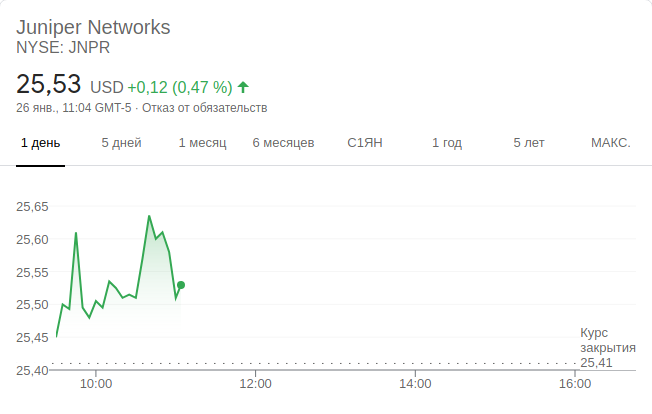 Juniper Networks
NYSE: JNPR
25,53 USD +0,12 (0,47 %)
26 янв., 11:04 GMT-5 · Отказ от обязательств
1 день 5 дней 1 месяц 6 месяцев С1ЯН 1 год 5 лет МАКС.
25,65
25,60
25,55
25,50
25,45
25,40
Курс
закрытия
25,41
10:00 12:00 14:00 16:00